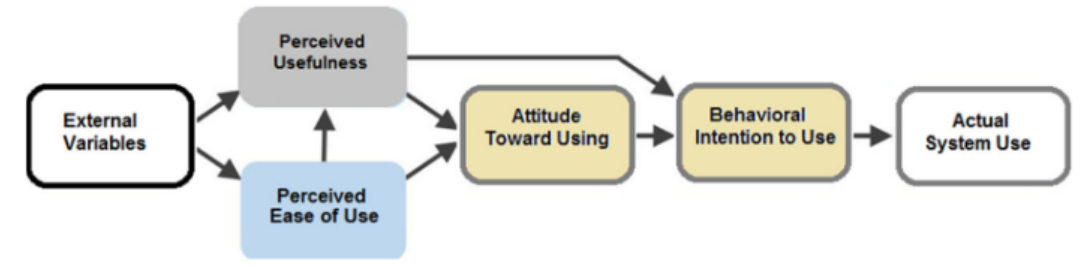 Perceived
Usefulness
External
Variables
Attitude
Toward Using
Behavioral
Intention to Use
Actual
System Use
Perceived
Ease of Use